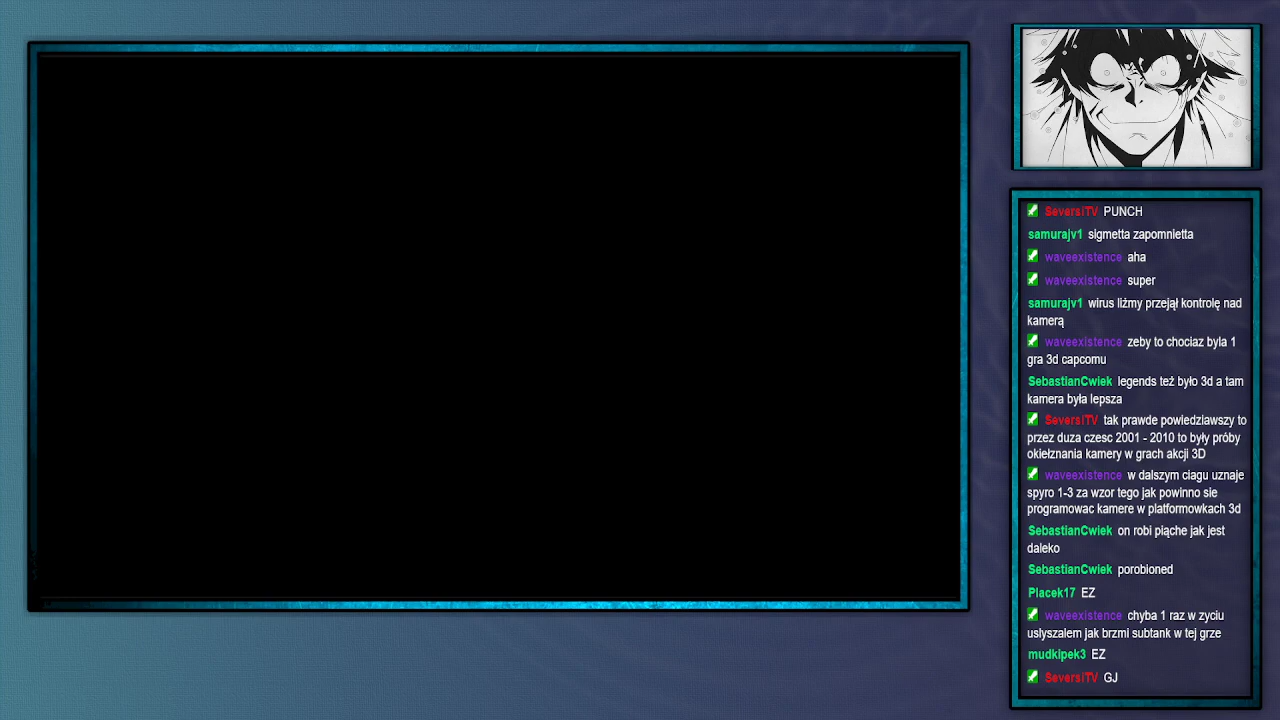 SeversiTV PUNCH
samurajv1 sigmetta zapomnietta
waveexistence aha
waveexistence super
samurajv1 wirus liżmy przejął kontrolę nad
kamerą
waveexistence zeby to chociaz byla 1
gra 3d capcomu
SebastianCwiek legends też było 3d a tam
kamera była lepsza
SeversiTV tak prawde powiedziawszy to
przez duza czesc 2001 - 2010 to były próby
okiełznania kamery w grach akcji 3D
waveexistence w dalszym ciagu uznaje
spyro 1-3 za wzor tego jak powinno sie
programowac kamere w platformowkach 3d
SebastianCwiek on robi piąche jak jest
daleko
SebastianCwiek porobioned
Placek17 EZ
waveexistence chyba 1 raz w zyciu
uslyszalem jak brzmi subtank w tej grze
mudkipek3 EZ
SeversiTV GJ